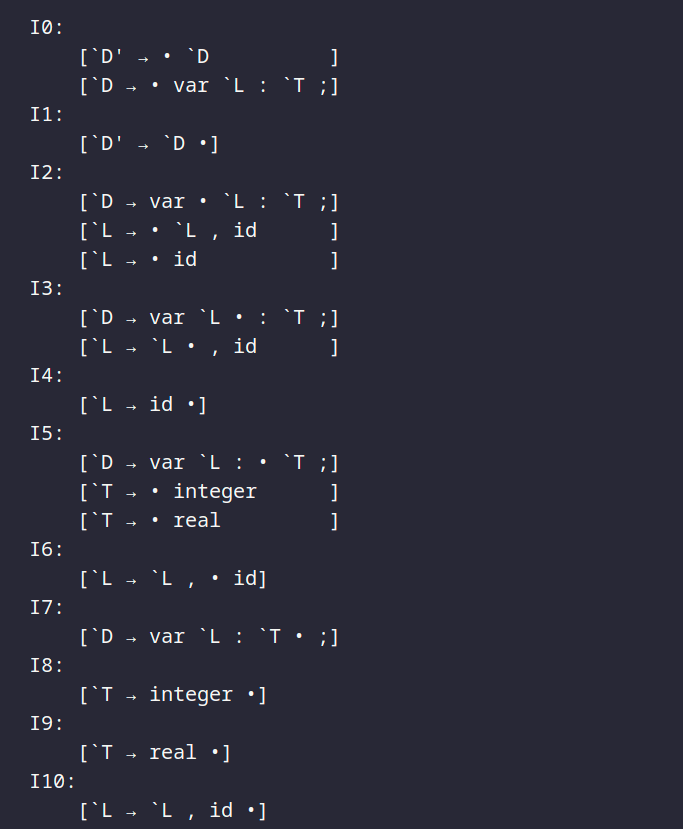 I0:
    [`D' → • `D          ]
    [`D → • var `L : `T ;]
I1:
    [`D' → `D •]
I2:
    [`D → var • `L : `T ;]
    [`L → • `L , id      ]
    [`L → • id           ]
I3:
    [`D → var `L • : `T ;]
    [`L → `L • , id      ]
I4:
    [`L → id •]
I5:
    [`D → var `L : • `T ;]
    [`T → • integer      ]
    [`T → • real         ]
I6:
    [`L → `L , • id]
I7:
    [`D → var `L : `T • ;]
I8:
    [`T → integer •]
I9:
    [`T → real •]
I10:
    [`L → `L , id •]